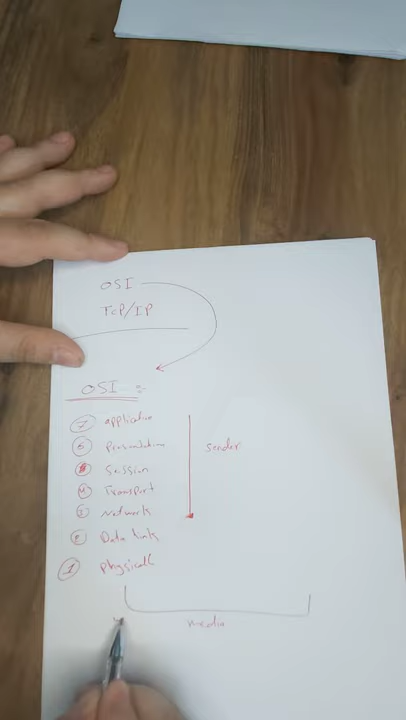 OSI
TCP/IP
OSI :-
7 application
6 Presentation
5 Session
4 Transport
3 Network
2 Data link
1 physical
sender
media